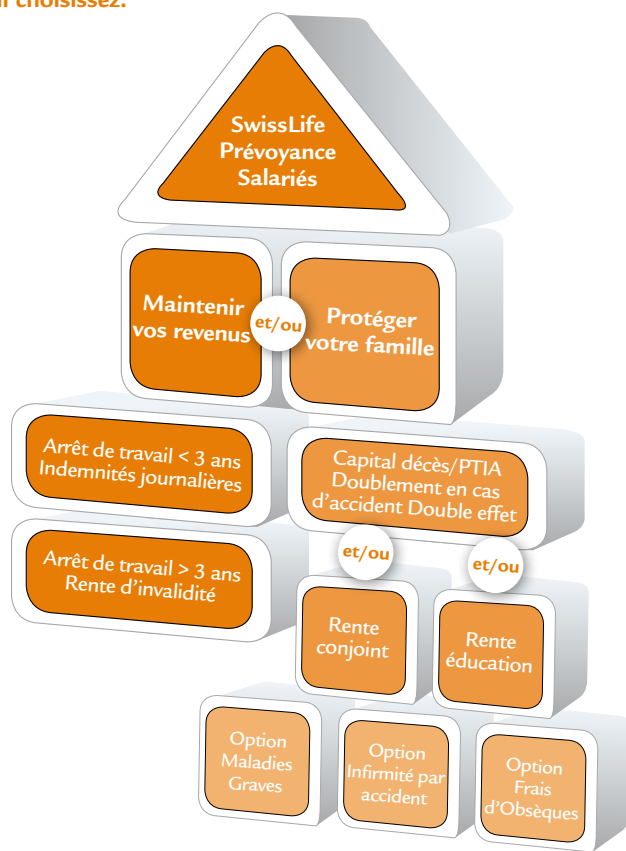 choisissez.
SwissLife
Prévoyance
Salariés
Maintenir
vos revenus
et/ou
Protéger
votre famille
Arrêt de travail < 3 ans
Indemnités journalières
Capital décès/PTIA
Doublement en cas
d'accident Double effet
Arrêt de travail > 3 ans
Rente d'invalidité
et/ou
et/ou
Rente
conjoint
Rente
éducation
Option
Maladies
Graves
Option
Infirmité par
accident
Option
Frais
d'Obsèques